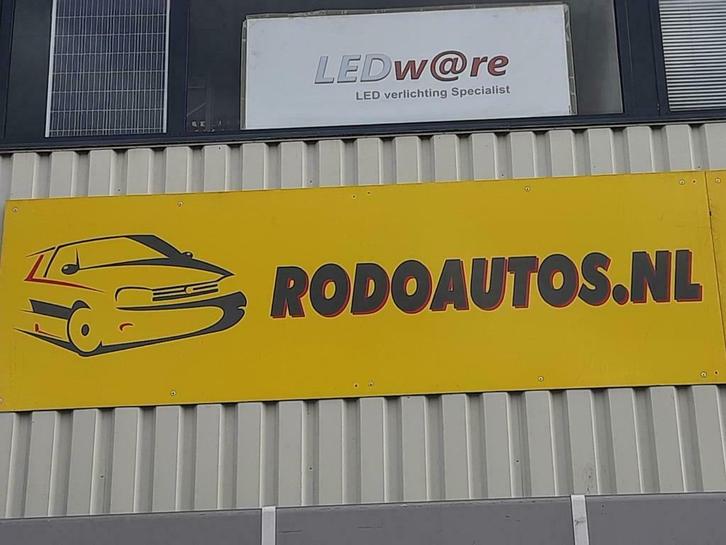 LEDw@re
LED verlichting Specialist
RODOAUTOS.NL